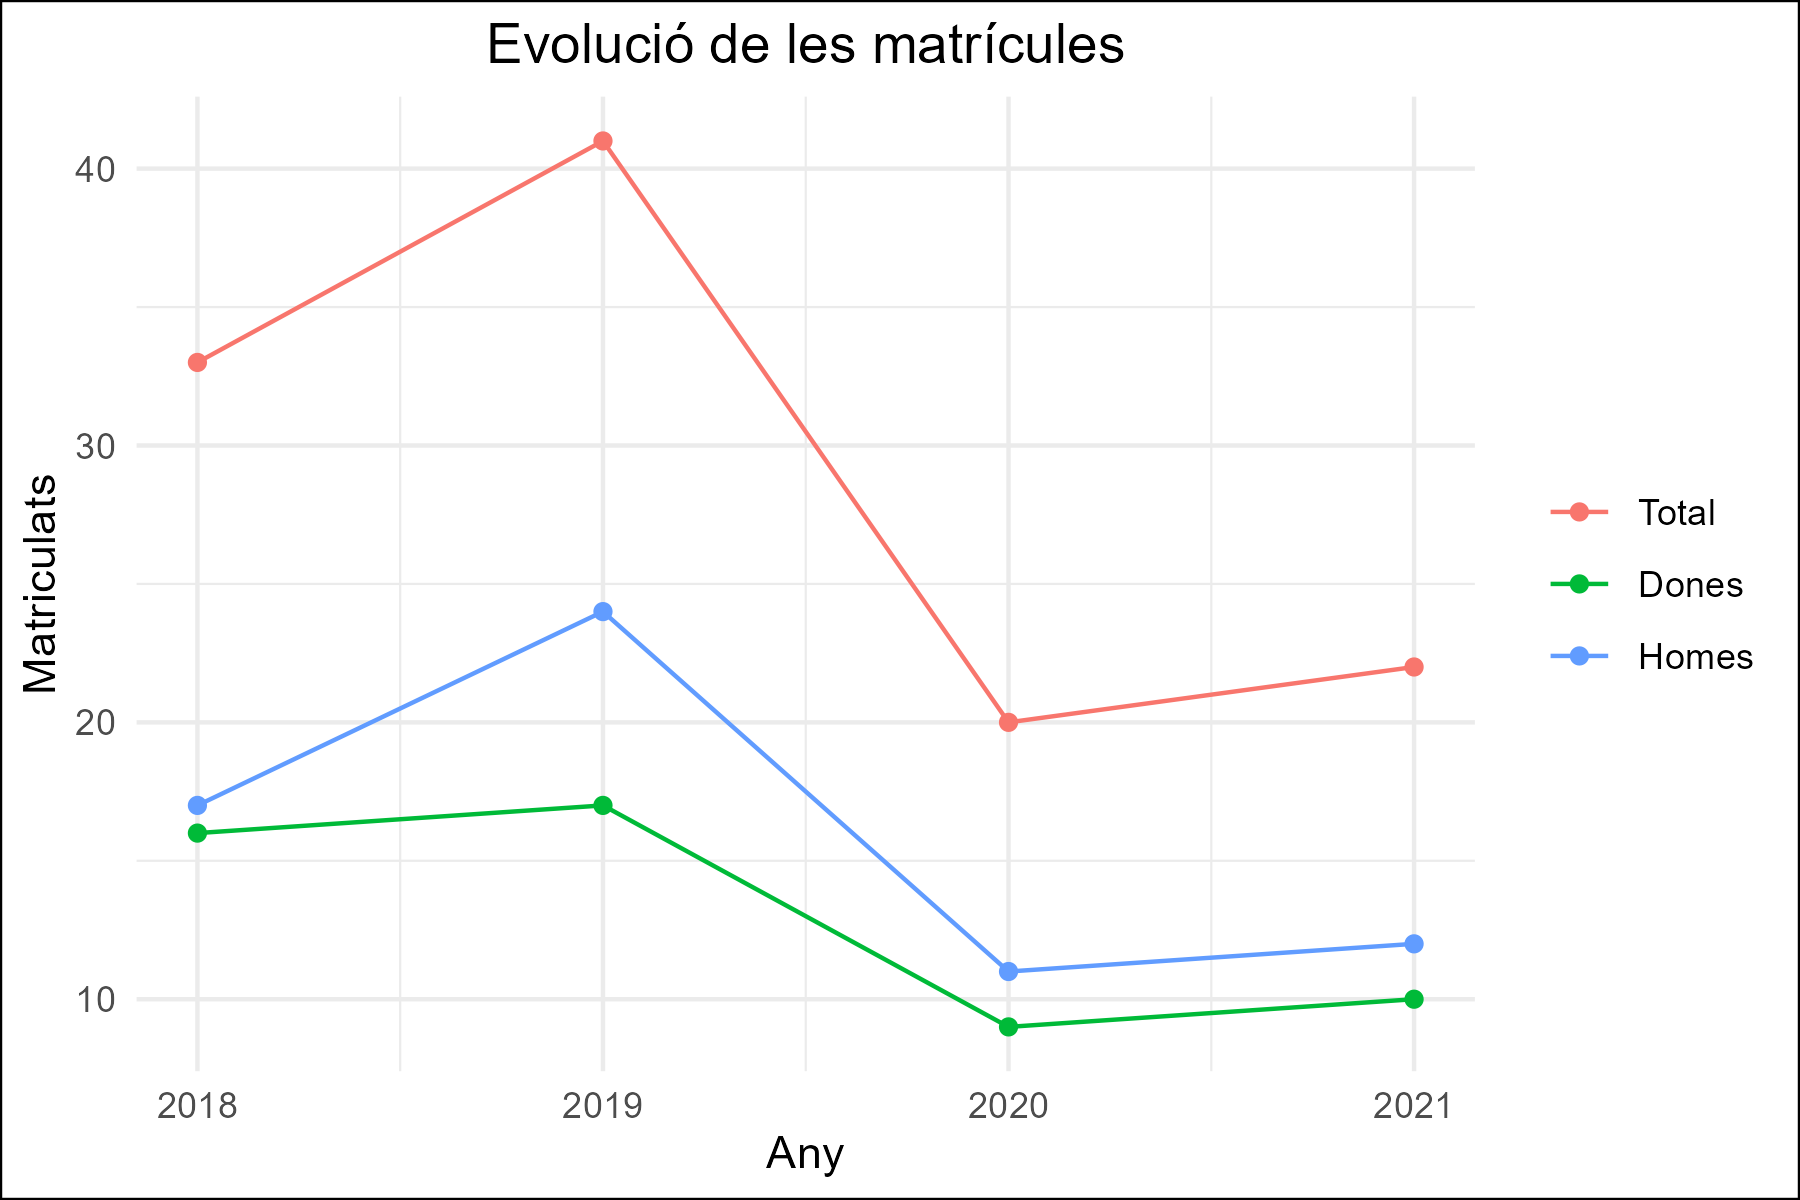 Evolució de les matrícules
Matriculats
40
30
20
10
2018
2019
2020
2021
Any
Total
Dones
Homes